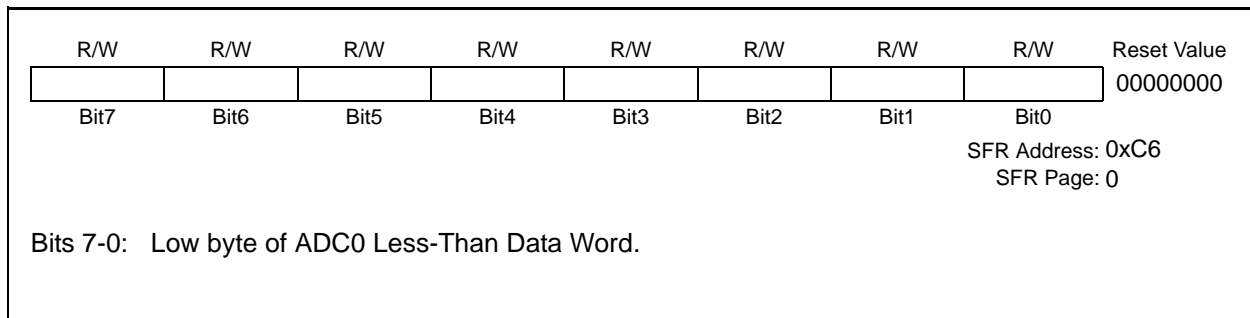 R/W R/W R/W R/W R/W R/W R/W R/W Reset Value
00000000
Bit7 Bit6 Bit5 Bit4 Bit3 Bit2 Bit1 Bit0
SFR Address: 0xC6
SFR Page: 0
Bits 7-0: Low byte of ADC0 Less-Than Data Word.